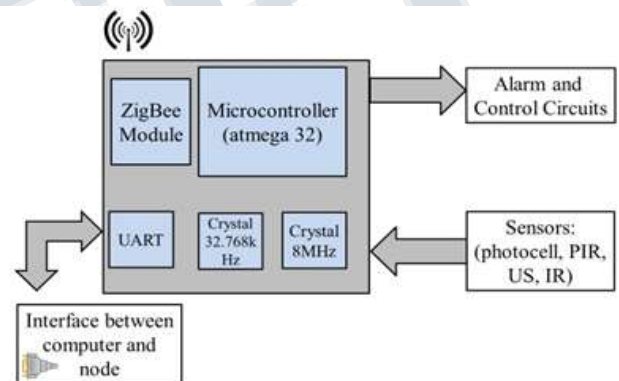 ZigBee
Module
Microcontroller
(atmega 32)
Alarm and
Control Circuits
UART
Crystal
32.768k
Hz
Crystal
8MHz
Sensors:
(photocell, PIR,
US, IR)
Interface between
computer and
node